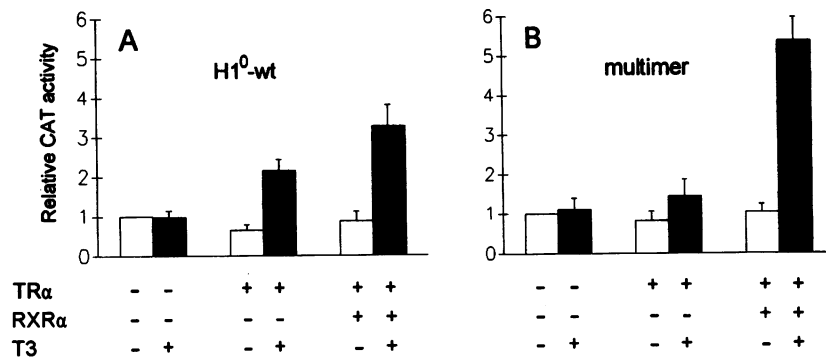 A
H1⁰-wt
Relative CAT activity
6
5
4
3
2
1
0
B
multimer
6
5
4
3
2
1
0
TRα - - + + + + - - + + + +
RXRα - - - - + + - - - - + +
T3 - + - + - + - + - + - +